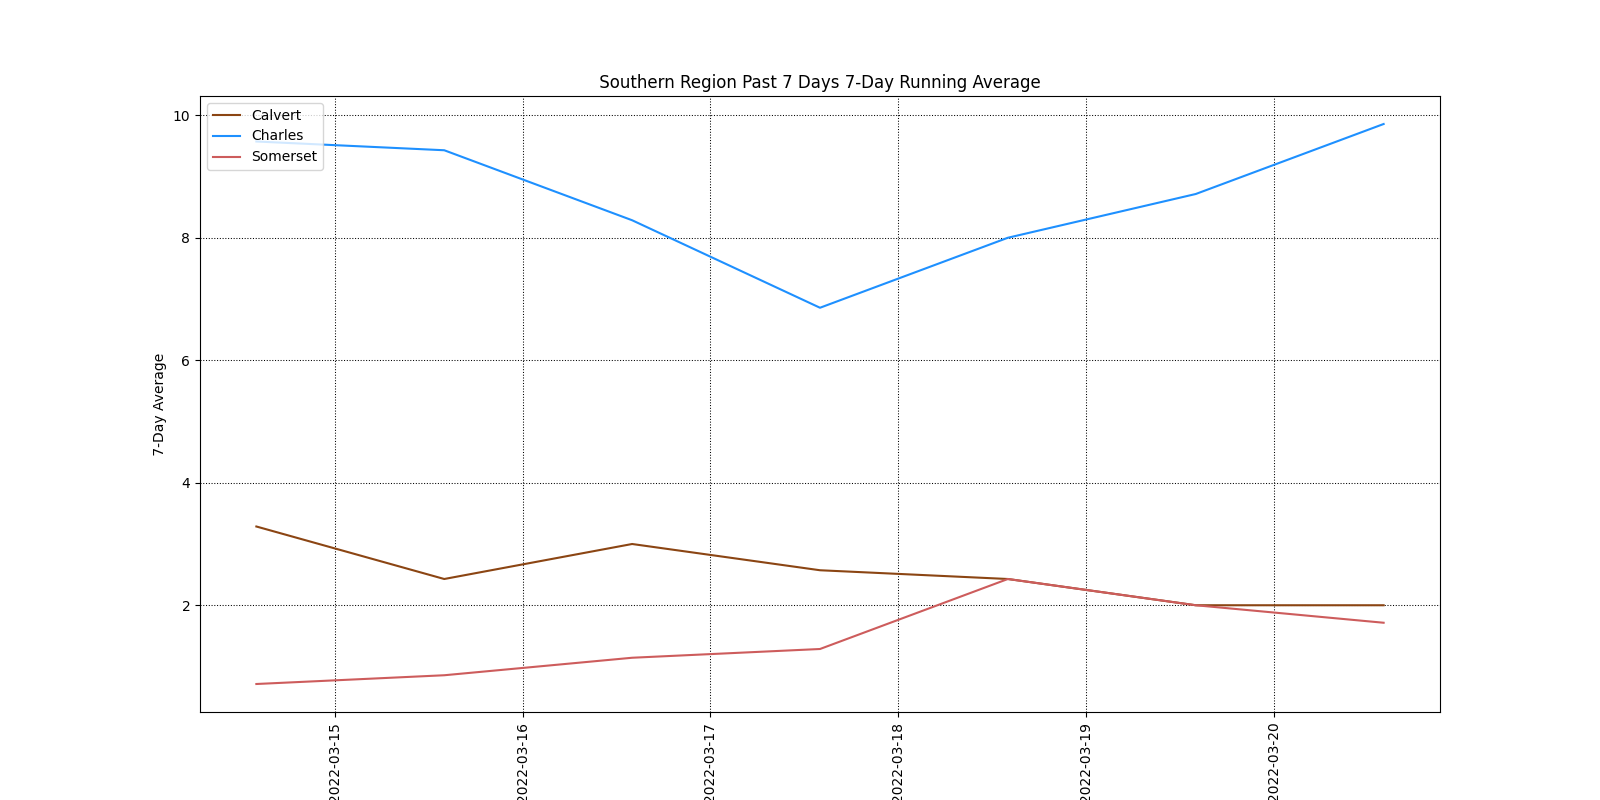 Southern Region Past 7 Days 7-Day Running Average
Calvert
Charles
Somerset
7-Day Average
10
8
6
4
2
2022-03-15
2022-03-16
2022-03-17
2022-03-18
2022-03-19
2022-03-20